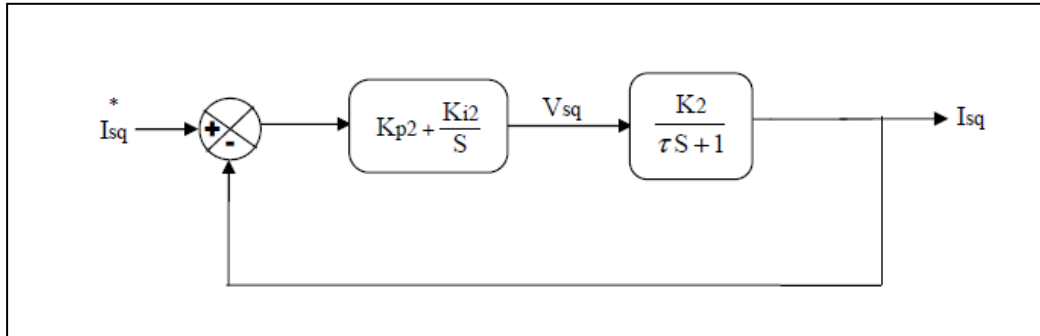 *
Isq
+
-
Kp2 + Ki2/S
Vsq
K2/τS+1
Isq